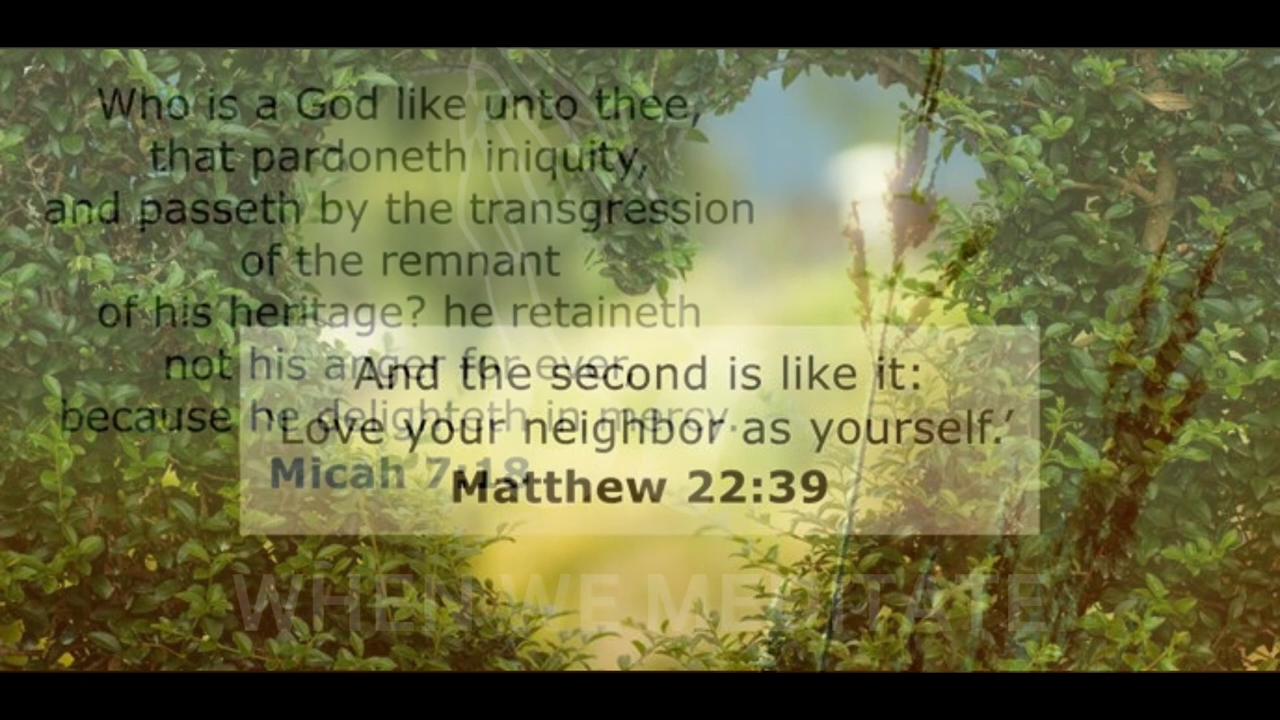 Who is a God like unto thee,
that pardoneth iniquity,
and passeth by the transgression
of the remnant
of his heritage? he retaineth
not his anger for ever,
because he delighteth in mercy.
Micah 7:18
And the second is like it:
‘Love your neighbor as yourself.’
Matthew 22:39
WHEN WE MEDITATE